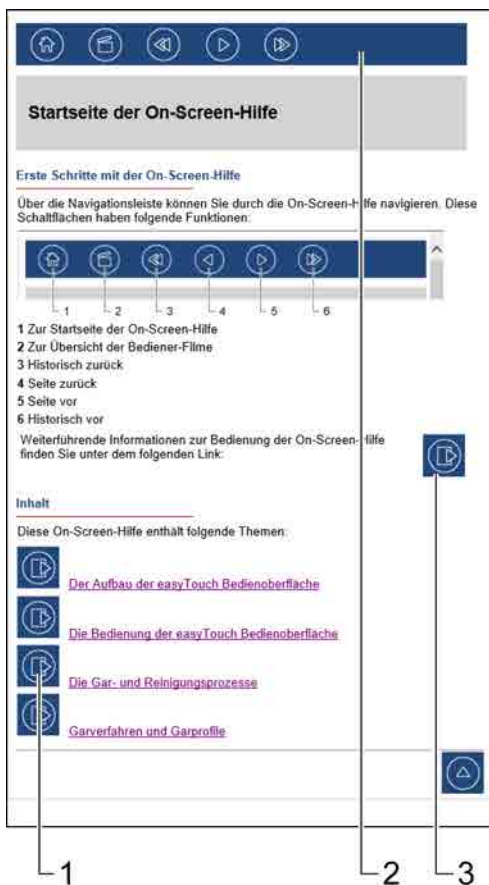 Startseite der On-Screen-Hilfe
Erste Schritte mit der On-Screen-Hilfe
Über die Navigationsleiste können Sie durch die On-Screen-Hilfe navigieren. Diese
Schaltflächen haben folgende Funktionen:
1 2 3 4 5 6
1 Zur Startseite der On-Screen-Hilfe
2 Zur Übersicht der Bediener-Filme
3 Historisch zurück
4 Seite zurück
5 Seite vor
6 Historisch vor
Weiterführende Informationen zur Bedienung der On-Screen-Hilfe
finden Sie unter dem folgenden Link:
Inhalt
Diese On-Screen-Hilfe enthält folgende Themen:
Der Aufbau der easyTouch Bedienoberfläche
Die Bedienung der easyTouch Bedienoberfläche
Die Gar- und Reinigungsprozesse
Garverfahren und Garprofile
1 2 3